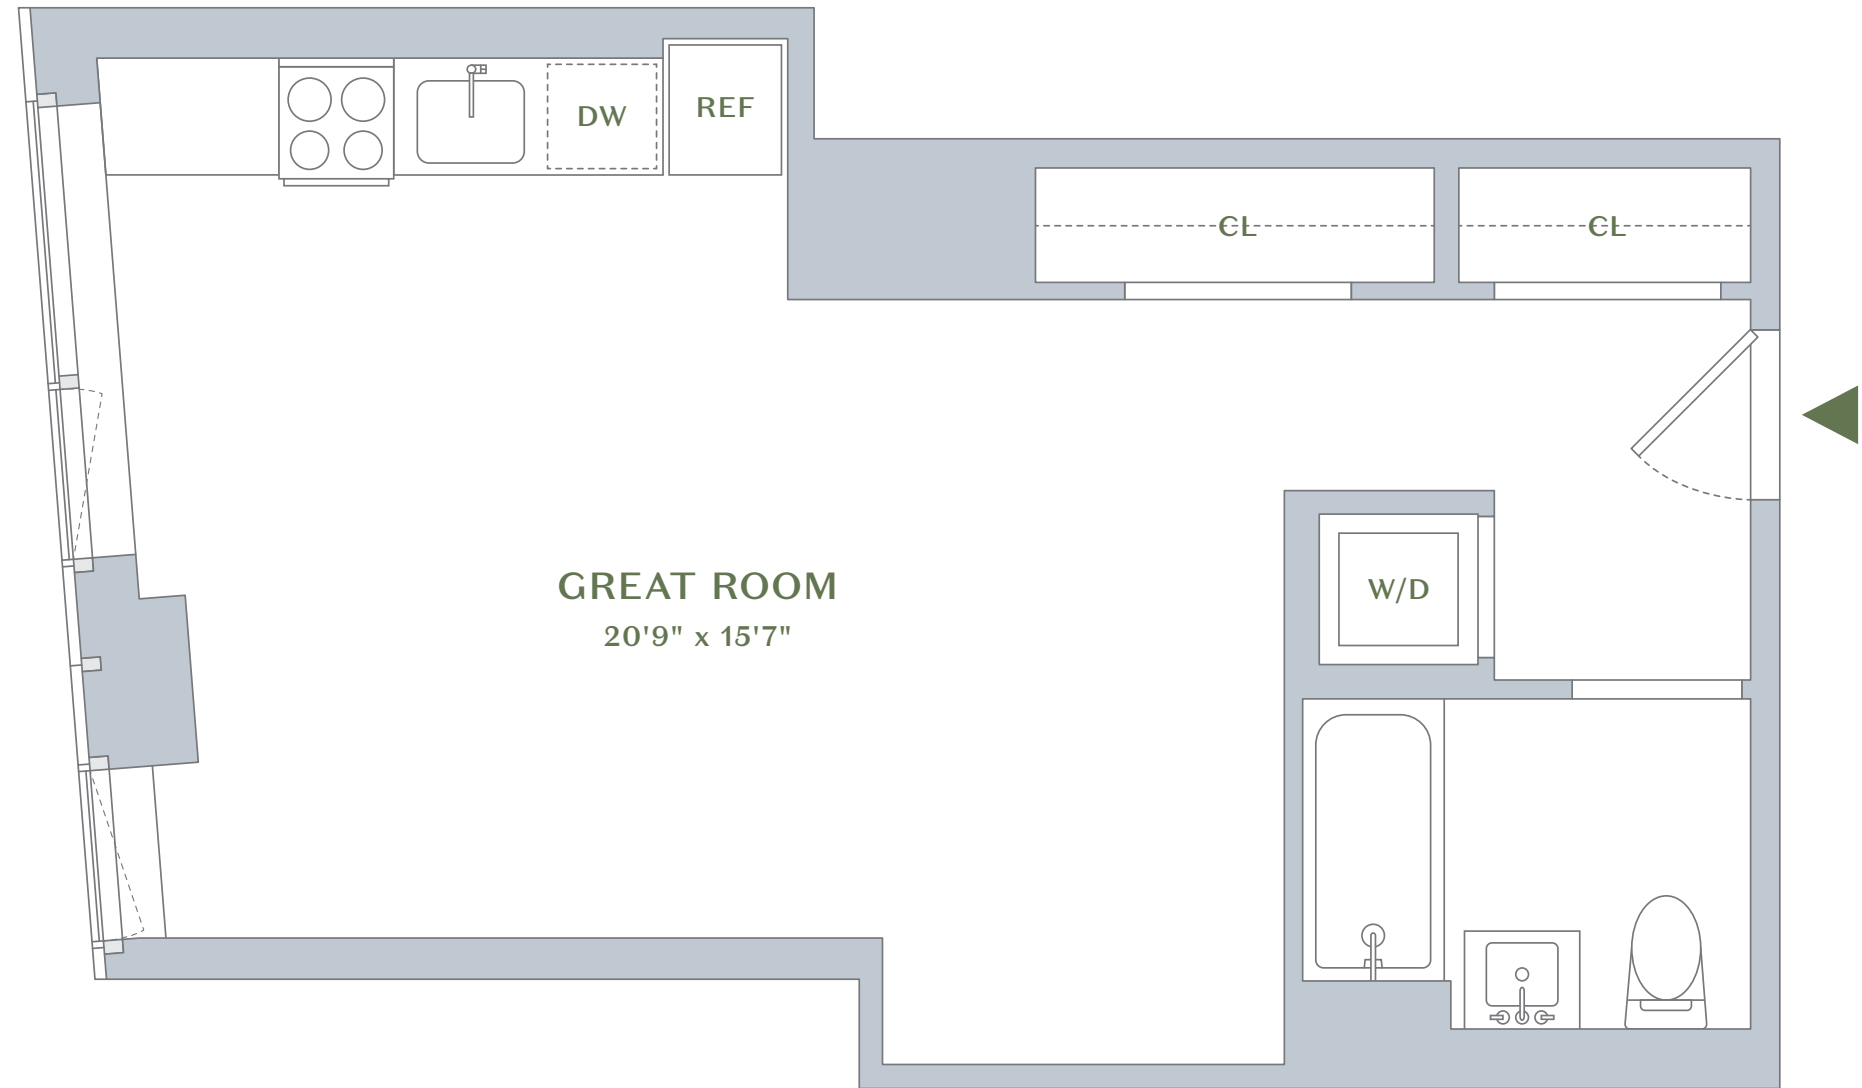 DW
REF
CL
CL
GREAT ROOM
20'9" x 15'7"
W/D